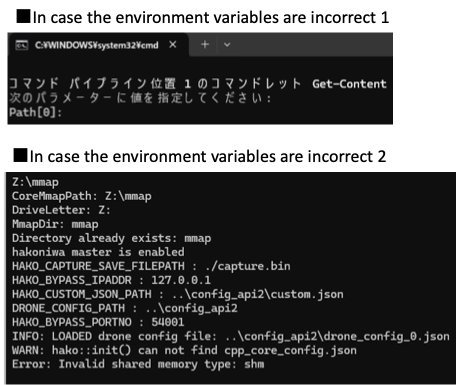 ■In case the environment variables are incorrect 1
C:¥WINDOWS¥system32¥cmd × + ∨
コマンド パイプライン位置 1 のコマンドレット Get-Content
次のパラメーターに値を指定してください:
Path[0]:
■In case the environment variables are incorrect 2
Z:\mmap
CoreMmapPath: Z:\mmap
DriveLetter: Z:
MmapDir: mmap
Directory already exists: mmap
hakoniwa master is enabled
HAKO_CAPTURE_SAVE_FILEPATH : ./capture.bin
HAKO_BYPASS_IPADDR : 127.0.0.1
HAKO_CUSTOM_JSON_PATH : ..\config_api2\custom.json
DRONE_CONFIG_PATH : ..\config_api2
HAKO_BYPASS_PORTNO : 54001
INFO: LOADED drone config file: ..\config_api2\drone_config_0.json
WARN: hako::init() can not find cpp_core_config.json
Error: Invalid shared memory type: shm